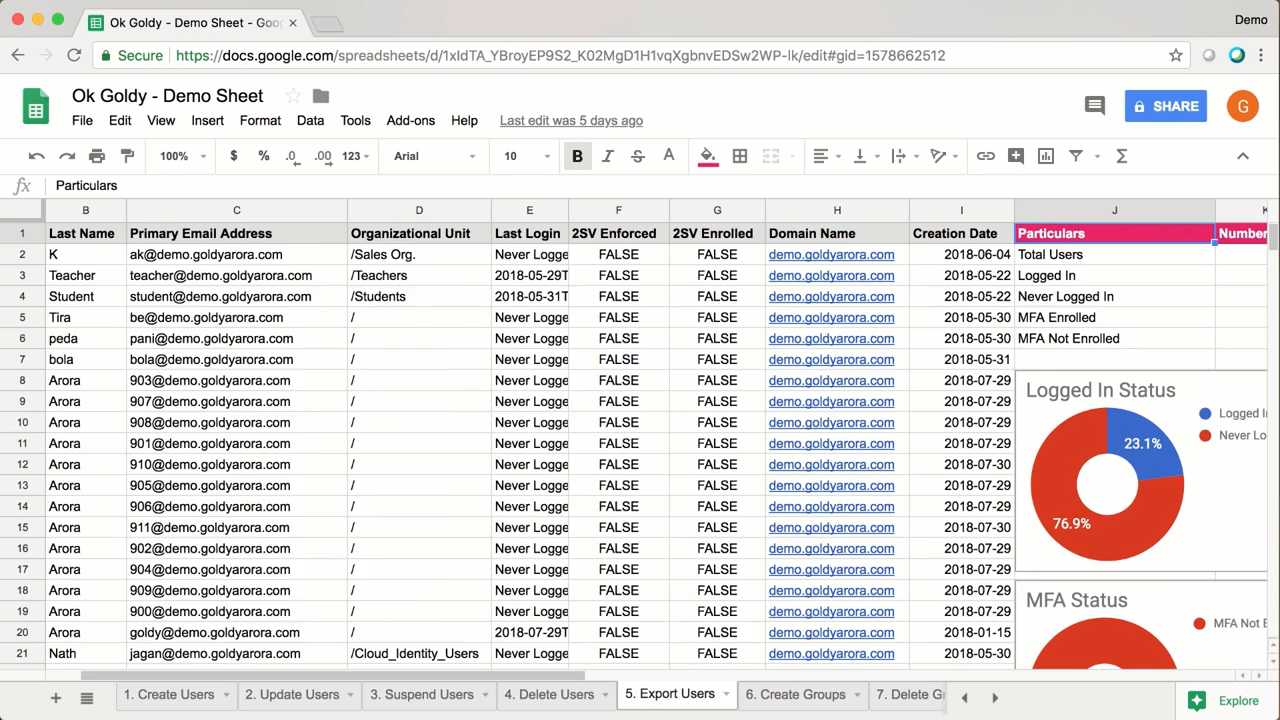 Ok Goldy - Demo Sheet - Goo
Demo
Secure
https://docs.google.com/spreadsheets/d/1xIdTA_YBroyEP9S2_K02MgD1H1vqXgbnvEDSw2WP-lk/edit#gid=1578662512
Ok Goldy - Demo Sheet
SHARE
G
File Edit View Insert Format Data Tools Add-ons Help Last edit was 5 days ago
100% $ % .0 .00 123 Arial 10 B I S A
fx Particulars
B C D E F G H I J K
1 Last Name Primary Email Address Organizational Unit Last Login 2SV Enforced 2SV Enrolled Domain Name Creation Date Particulars Number
2 K ak@demo.goldyarora.com /Sales Org. Never Logge FALSE FALSE demo.goldyarora.com 2018-06-04 Total Users
3 Teacher teacher@demo.goldyarora.com /Teachers 2018-05-29T FALSE FALSE demo.goldyarora.com 2018-05-22 Logged In
4 Student student@demo.goldyarora.com /Students 2018-05-31T FALSE FALSE demo.goldyarora.com 2018-05-22 Never Logged In
5 Tira be@demo.goldyarora.com / Never Logge FALSE FALSE demo.goldyarora.com 2018-05-30 MFA Enrolled
6 peda pani@demo.goldyarora.com / Never Logge FALSE FALSE demo.goldyarora.com 2018-05-30 MFA Not Enrolled
7 bola bola@demo.goldyarora.com / Never Logge FALSE FALSE demo.goldyarora.com 2018-05-31
8 Arora 903@demo.goldyarora.com / Never Logge FALSE FALSE demo.goldyarora.com 2018-07-29
9 Arora 907@demo.goldyarora.com / Never Logge FALSE FALSE demo.goldyarora.com 2018-07-29
10 Arora 908@demo.goldyarora.com / Never Logge FALSE FALSE demo.goldyarora.com 2018-07-29
11 Arora 901@demo.goldyarora.com / Never Logge FALSE FALSE demo.goldyarora.com 2018-07-29
12 Arora 910@demo.goldyarora.com / Never Logge FALSE FALSE demo.goldyarora.com 2018-07-30
13 Arora 905@demo.goldyarora.com / Never Logge FALSE FALSE demo.goldyarora.com 2018-07-29
14 Arora 906@demo.goldyarora.com / Never Logge FALSE FALSE demo.goldyarora.com 2018-07-29
15 Arora 911@demo.goldyarora.com / Never Logge FALSE FALSE demo.goldyarora.com 2018-07-30
16 Arora 902@demo.goldyarora.com / Never Logge FALSE FALSE demo.goldyarora.com 2018-07-29
17 Arora 904@demo.goldyarora.com / Never Logge FALSE FALSE demo.goldyarora.com 2018-07-29
18 Arora 909@demo.goldyarora.com / Never Logge FALSE FALSE demo.goldyarora.com 2018-07-29
19 Arora 900@demo.goldyarora.com / Never Logge FALSE FALSE demo.goldyarora.com 2018-07-29
20 Arora goldy@demo.goldyarora.com / 2018-07-29T FALSE FALSE demo.goldyarora.com 2018-01-15
21 Nath jagan@demo.goldyarora.com /Cloud_Identity_Users Never Logge FALSE FALSE demo.goldyarora.com 2018-05-30
Logged In Status
Logged I
Never Lo
23.1%
76.9%
MFA Status
MFA Not E
1. Create Users 2. Update Users 3. Suspend Users 4. Delete Users 5. Export Users 6. Create Groups 7. Delete G
Explore